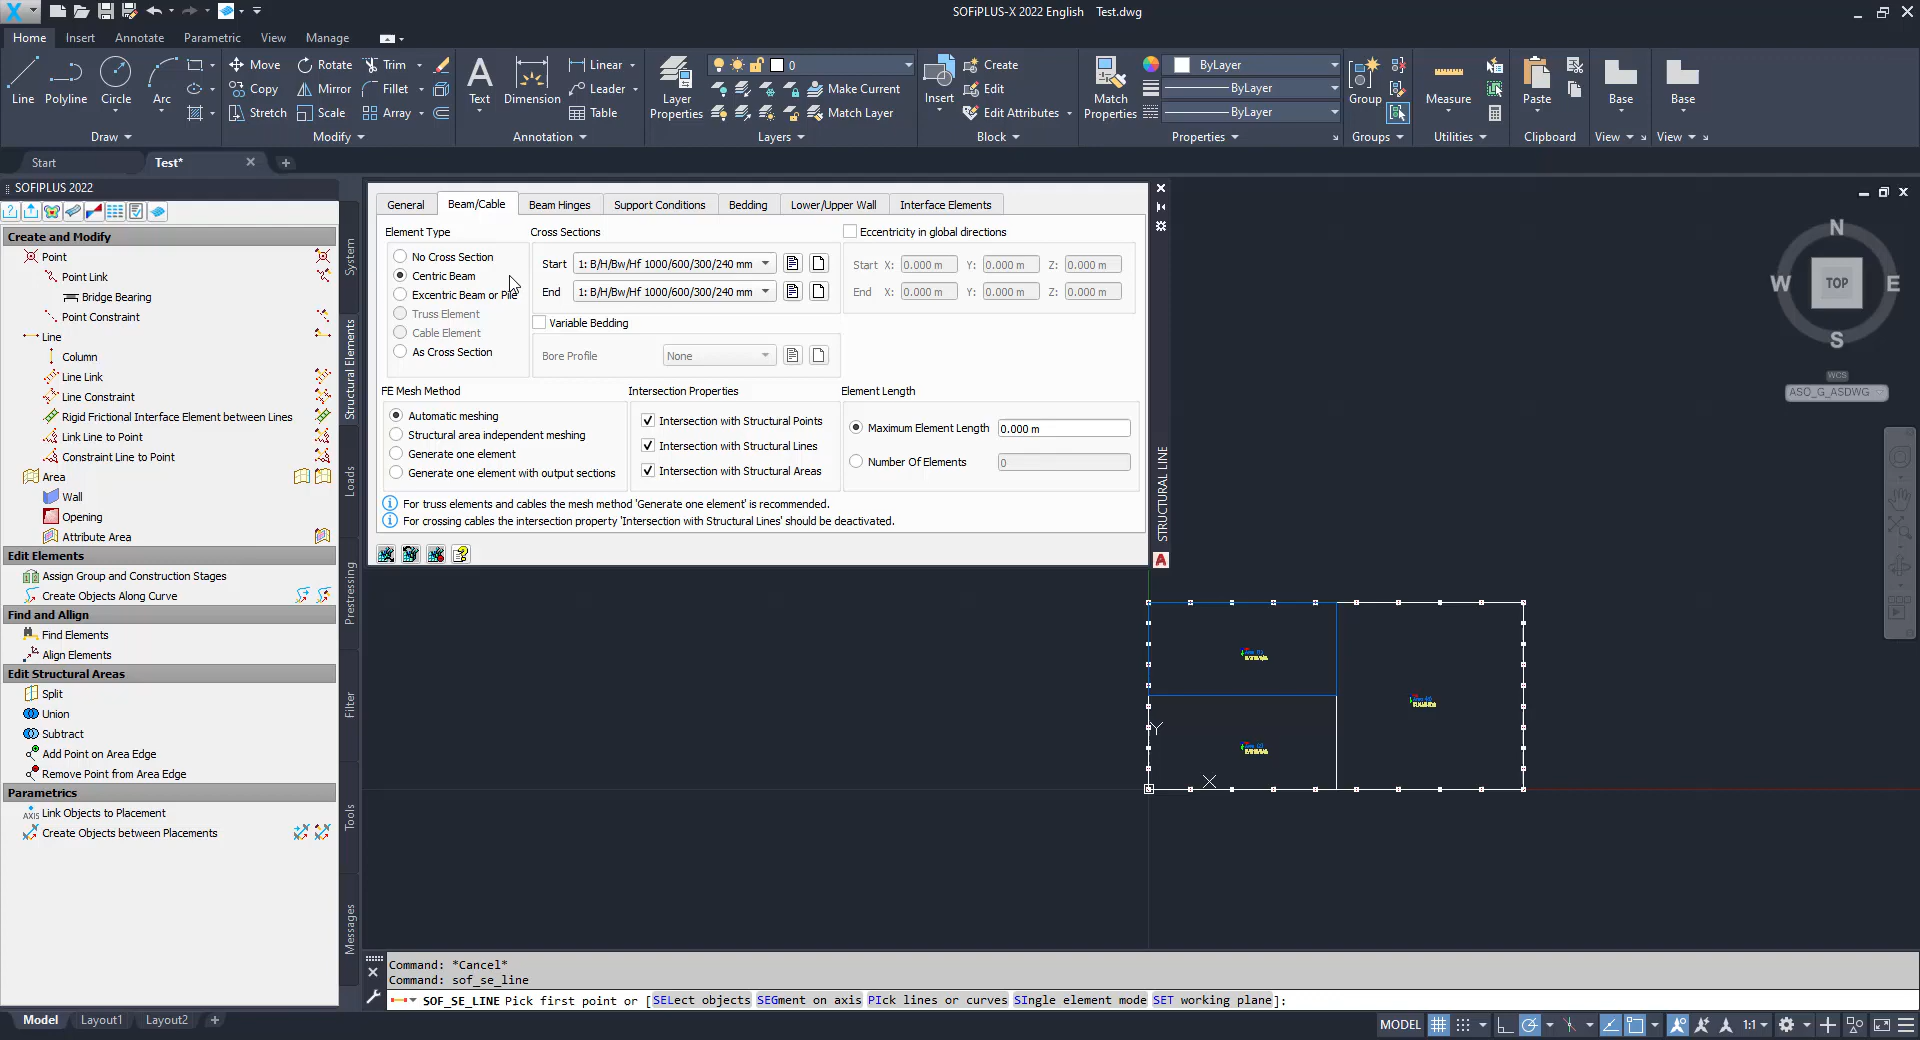 SOFiPLUS-X 2022 English Test.dwg
Home Insert Annotate Parametric View Manage
Line Polyline Circle Arc
Move Rotate Trim
Copy Mirror Fillet
Stretch Scale Array
Text Dimension
Linear
Leader
Table
Layer Properties
0
Make Current
Match Layer
Insert
Create
Edit
Edit Attributes
Match Properties
ByLayer
ByLayer
ByLayer
Group
Measure
Paste
Base
Base
Draw Modify Annotation Layers Block Properties Groups Utilities Clipboard View View
Start Test*
SOFIPLUS 2022
Create and Modify
Point
Point Link
Bridge Bearing
Point Constraint
Line
Column
Line Link
Line Constraint
Rigid Frictional Interface Element between Lines
Link Line to Point
Constraint Line to Point
Area
Wall
Opening
Attribute Area
Edit Elements
Assign Group and Construction Stages
Create Objects Along Curve
Find and Allign
Find Elements
Align Elements
Edit Structural Areas
Split
Union
Subtract
Add Point on Area Edge
Remove Point from Area Edge
Parametrics
AXIS Link Objects to Placement
Create Objects between Placements
System
Structural Elements
Loads
Prestressing
Filter
Tools
Messages
General Beam/Cable Beam Hinges Support Conditions Bedding Lower/Upper Wall Interface Elements
Element Type
No Cross Section
Centric Beam
Excentric Beam or Pile
Truss Element
Cable Element
As Cross Section
Cross Sections
Start 1: B/H/Bw/Hf 1000/600/300/240 mm
End 1: B/H/Bw/Hf 1000/600/300/240 mm
Variable Bedding
Bore Profile None
Eccentricity in global directions
Start X: 0.000 m Y: 0.000 m Z: 0.000 m
End X: 0.000 m Y: 0.000 m Z: 0.000 m
FE Mesh Method
Automatic meshing
Structural area independent meshing
Generate one element
Generate one element with output sections
Intersection Properties
Intersection with Structural Points
Intersection with Structural Lines
Intersection with Structural Areas
Element Length
Maximum Element Length 0.000 m
Number Of Elements 0
For truss elements and cables the mesh method 'Generate one element' is recommended.
For crossing cables the intersection property 'Intersection with Structural Lines' should be deactivated.
STRUCTURAL LINE
N
W TOP E
S
WCS
ASO_G_ASDWG
Y
X
Command: *Cancel*
Command: sof_se_line
SOF_SE_LINE Pick first point or [SELect objects SEGment on axis PIck lines or curves SIngle element mode SET working plane]:
Model Layout1 Layout2
MODEL 1:1